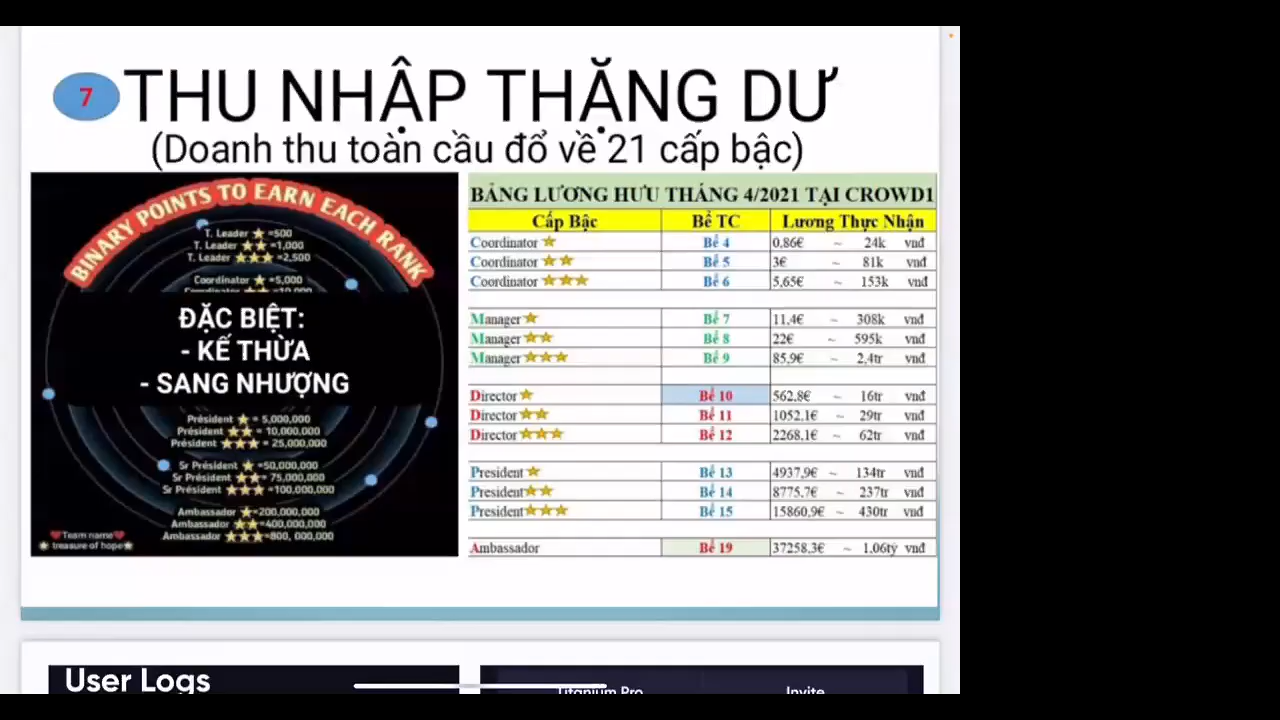 7 THU NHẬP THẶNG DƯ
(Doanh thu toàn cầu đổ về 21 cấp bậc)
BINARY POINTS TO EARN EACH RANK
T. Leader ⭐=500
T. Leader ⭐⭐=1,000
T. Leader ⭐⭐⭐=2,500
Coordinator ⭐=5,000
Coordinator ⭐⭐=10,000
ĐẶC BIỆT:
- KẾ THỪA
- SANG NHƯỢNG
Président ⭐= 5,000,000
Président ⭐⭐ = 10,000,000
Président ⭐⭐⭐ = 25,000,000
Sr Président ⭐=50,000,000
Sr Président ⭐⭐= 75,000,000
Sr Président ⭐⭐⭐ =100,000,000
Ambassador ⭐=200,000,000
Ambassador ⭐⭐=400,000,000
Ambassador ⭐⭐⭐=800, 000,000
❤Team name❤
⭐ treasure of hope⭐
BẢNG LƯƠNG HƯU THÁNG 4/2021 TẠI CROWD1
Cấp Bậc Bể TC Lương Thực Nhận
Coordinator ⭐ Bể 4 0,86€ ~ 24k vnđ
Coordinator ⭐⭐ Bể 5 3€ ~ 81k vnđ
Coordinator ⭐⭐⭐ Bể 6 5,65€ ~ 153k vnđ
Manager⭐ Bể 7 11,4€ ~ 308k vnđ
Manager⭐⭐ Bể 8 22€ ~ 595k vnđ
Manager⭐⭐⭐ Bể 9 85,9€ ~ 2,4tr vnđ
Director⭐ Bể 10 562,8€ ~ 16tr vnđ
Director⭐⭐ Bể 11 1052,1€ ~ 29tr vnđ
Director⭐⭐⭐ Bể 12 2268,1€ ~ 62tr vnđ
President⭐ Bể 13 4937,9€ ~ 134tr vnđ
President⭐⭐ Bể 14 8775,7€ ~ 237tr vnđ
President⭐⭐⭐ Bể 15 15860,9€ ~ 430tr vnđ
Ambassador Bể 19 37258,3€ ~ 1,06tỷ vnđ
User Logs
Titanium Pro Invite